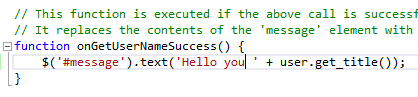 // This function is executed if the above call is successf
// It replaces the contents of the 'message' element with
function onGetUserNameSuccess() {
$('#message').text('Hello you ' + user.get_title());
}